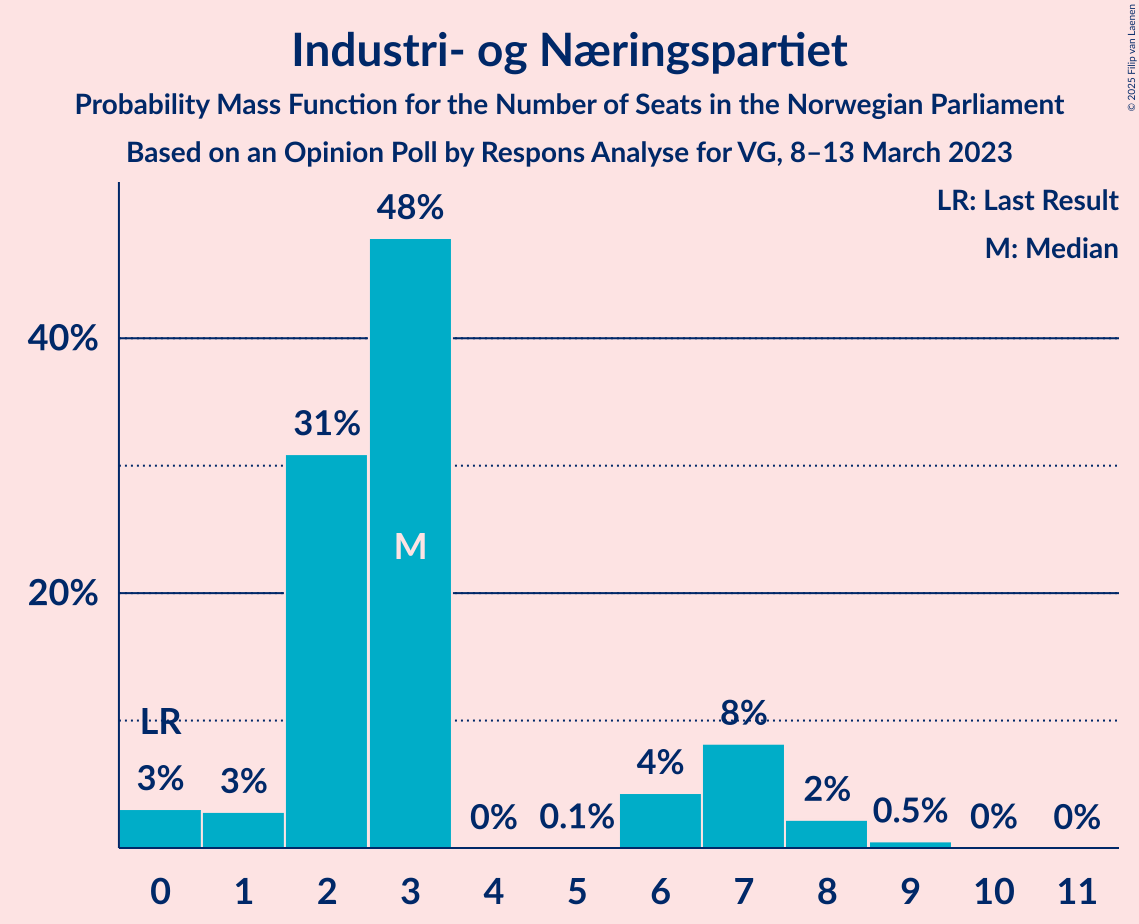 Industri- og Næringspartiet
Probability Mass Function for the Number of Seats in the Norwegian Parliament
Based on an Opinion Poll by Respons Analyse for VG, 8–13 March 2023
© 2025 Filip van Laenen
LR: Last Result
M: Median
48%
40%
31%
M
20%
LR
3%
3%
0%
0.1%
4%
8%
2%
0.5%
0%
0%
0 1 2 3 4 5 6 7 8 9 10 11